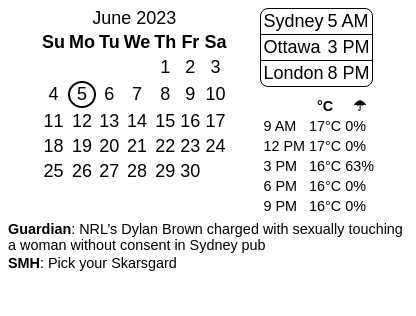 June 2023
Su Mo Tu We Th Fr Sa
1 2 3
4 5 6 7 8 9 10
11 12 13 14 15 16 17
18 19 20 21 22 23 24
25 26 27 28 29 30
Sydney 5 AM
Ottawa 3 PM
London 8 PM
°C ☂
9 AM 17°C 0%
12 PM 17°C 0%
3 PM 16°C 63%
6 PM 16°C 0%
9 PM 16°C 0%
Guardian: NRL’s Dylan Brown charged with sexually touching
a woman without consent in Sydney pub
SMH: Pick your Skarsgard